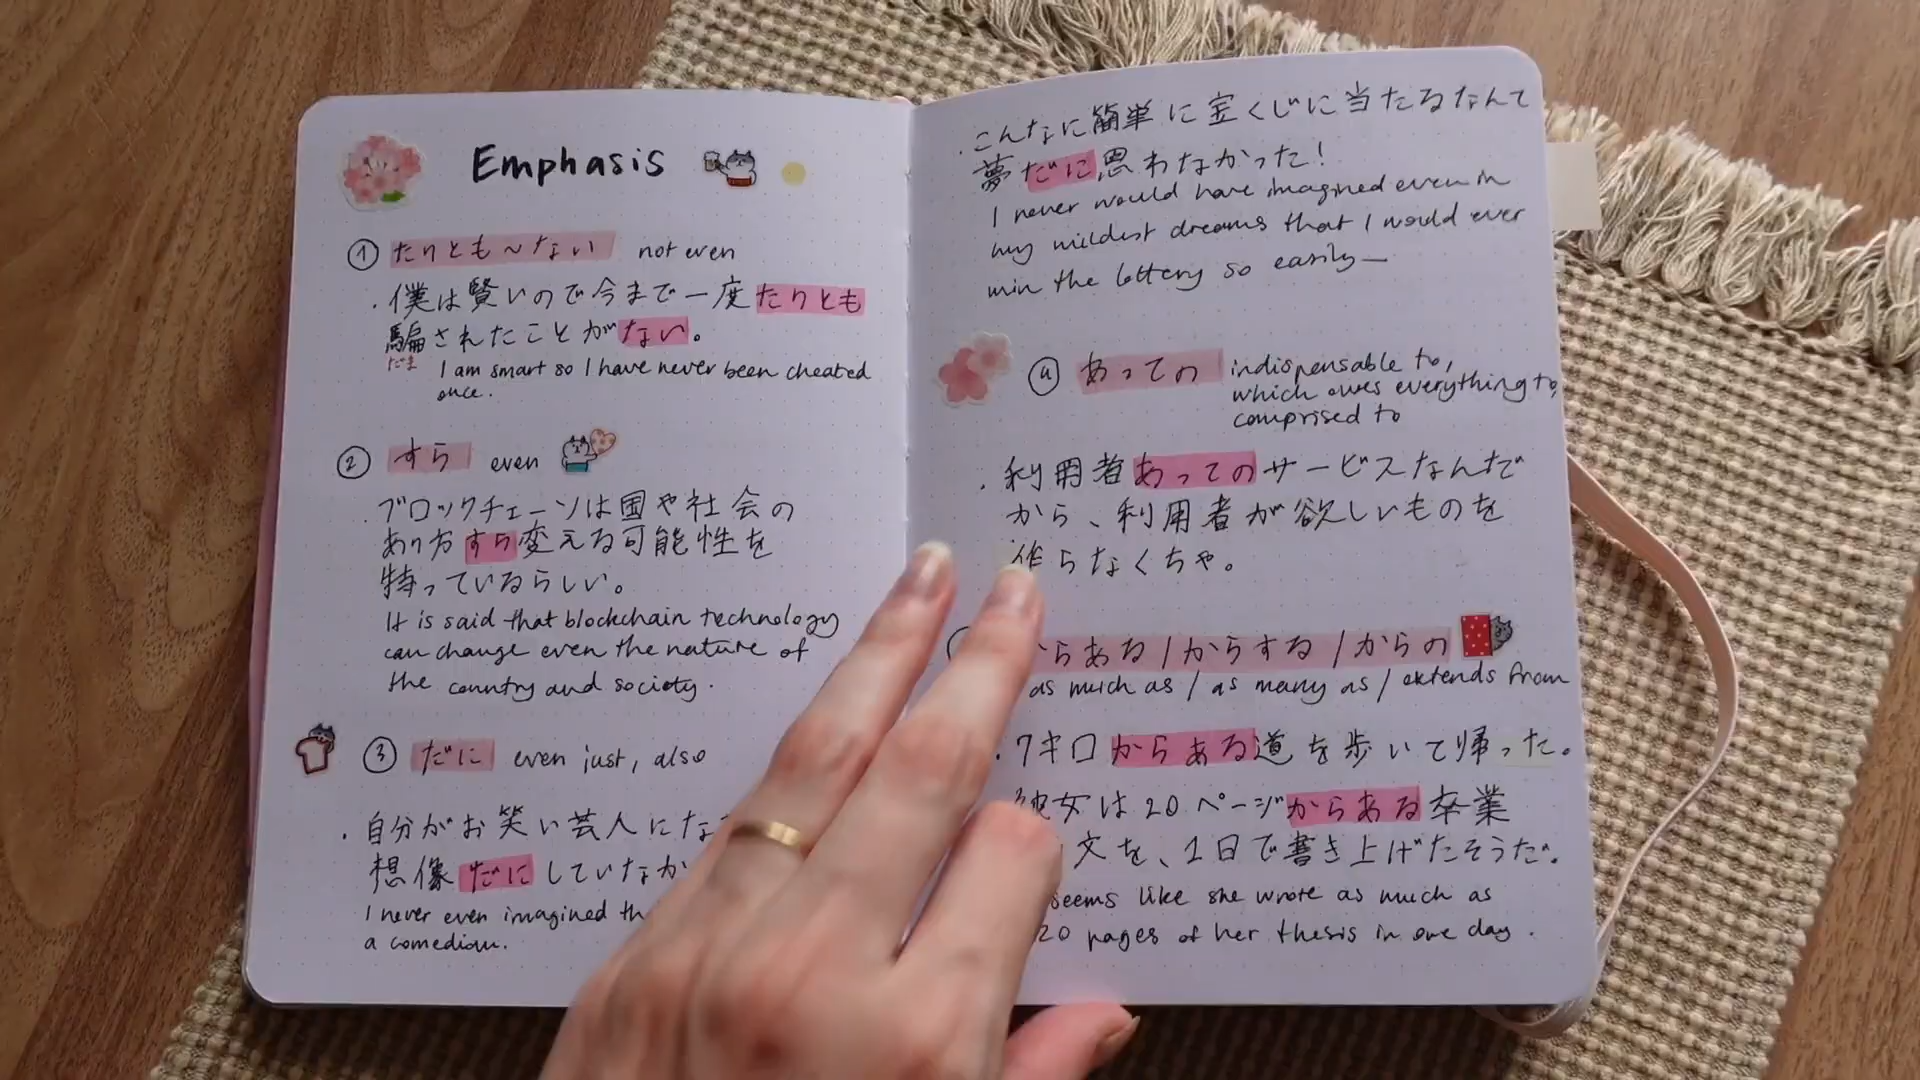 Emphasis
① たりとも〜ない not even
・僕は賢いので今まで一度たりとも
騙されたことがない。
だま
I am smart so I have never been cheated
once.
② すら even
・ブロックチェーンは国や社会の
あり方すら変える可能性を
持っているらしい。
It is said that blockchain technology
can change even the nature of
the country and society.
③ だに even just, also
・自分がお笑い芸人にな
想像だにしていなか
I never even imagined th
a comedian.
・こんなに簡単に宝くじに当たるなんて
夢だに思わなかった!
I never would have imagined even in
my wildest dreams that I would ever
win the lottery so easily—
④ あっての indispensable to,
which owes everything to,
comprised to
・利用者あってのサービスなんだ
から、利用者が欲しいものを
作らなくちゃ。
らある/からする/からの
as much as / as many as / extends from
・7キロからある道を歩いて帰った。
彼女は20ページからある卒業
文を、1日で書き上げたそうだ。
seems like she wrote as much as
20 pages of her thesis in one day.